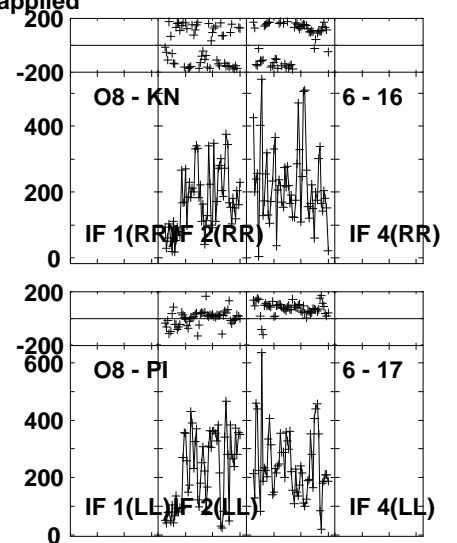 applied
200
-200
O8 - KN 6 - 16
400
200
IF 1(RR) IF 2(RR) IF 4(RR)
0
200
-200
600
O8 - PI 6 - 17
400
200
IF 1(LL) IF 2(LL) IF 4(LL)
0